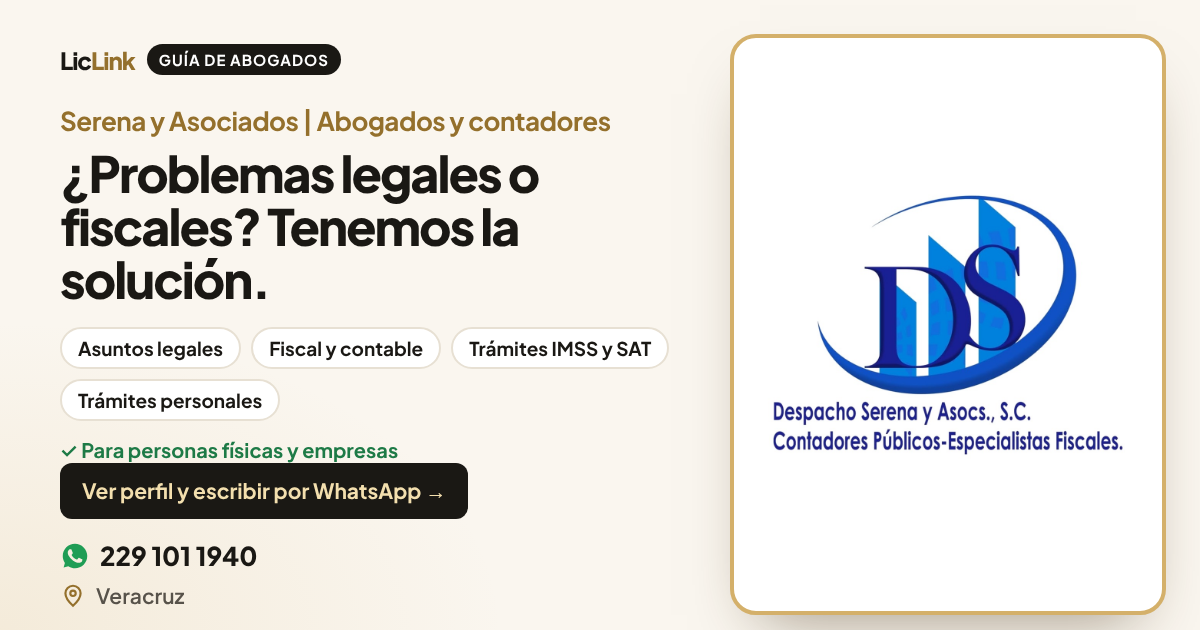 LicLink GUÍA DE ABOGADOS
Serena y Asociados | Abogados y contadores
¿Problemas legales o
fiscales? Tenemos la
solución.
Asuntos legales
Fiscal y contable
Trámites IMSS y SAT
Trámites personales
✓ Para personas físicas y empresas
Ver perfil y escribir por WhatsApp →
229 101 1940
Veracruz
DS
Despacho Serena y Asocs., S.C.
Contadores Públicos-Especialistas Fiscales.